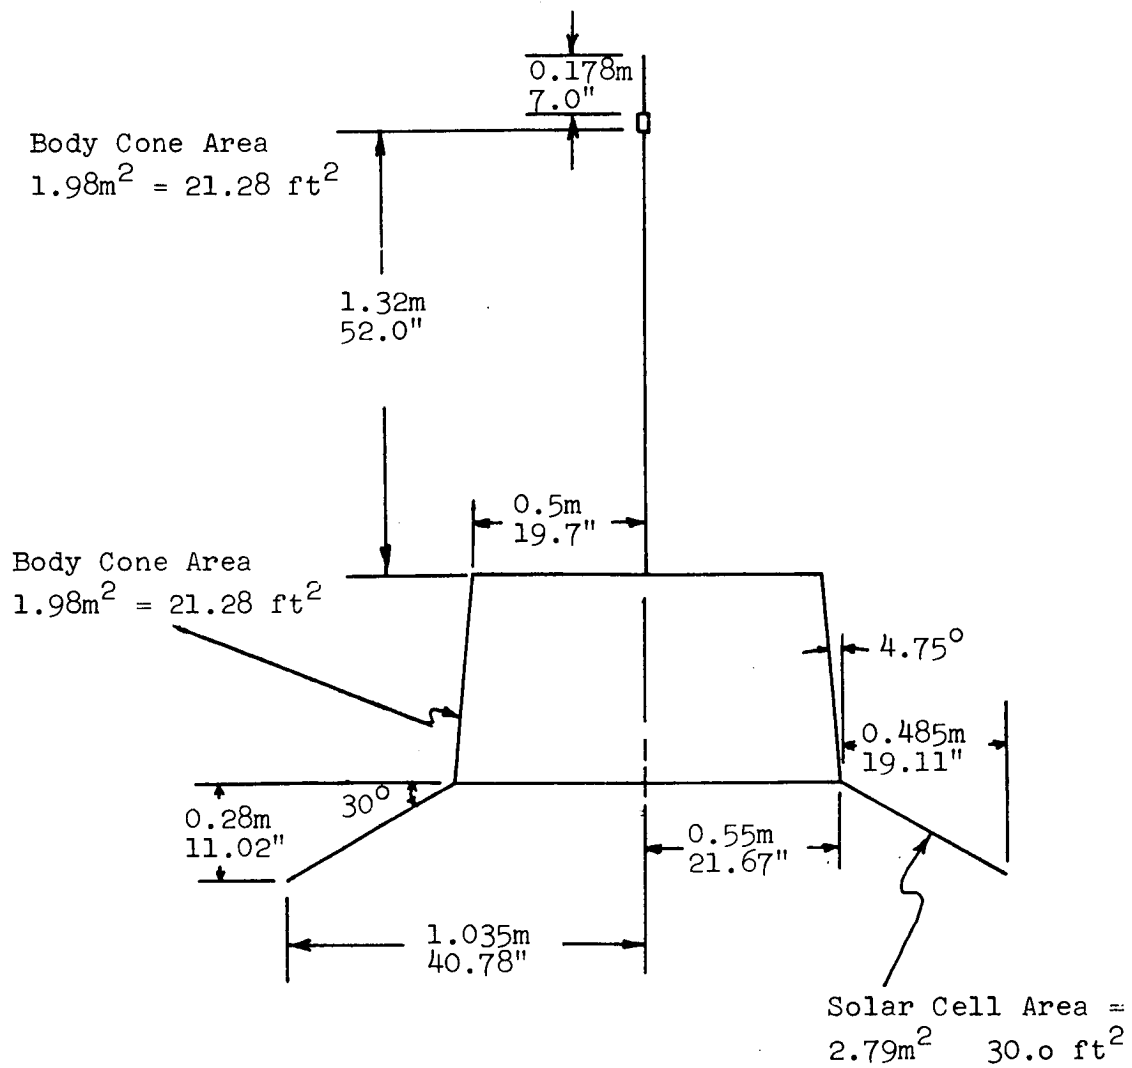 0.178m
7.0"
Body Cone Area
1.98m² = 21.28 ft²
1.32m
52.0"
0.5m
19.7"
Body Cone Area
1.98m² = 21.28 ft²
4.75°
0.485m
19.11"
30°
0.28m
11.02"
0.55m
21.67"
1.035m
40.78"
Solar Cell Area =
2.79m² 30.o ft²